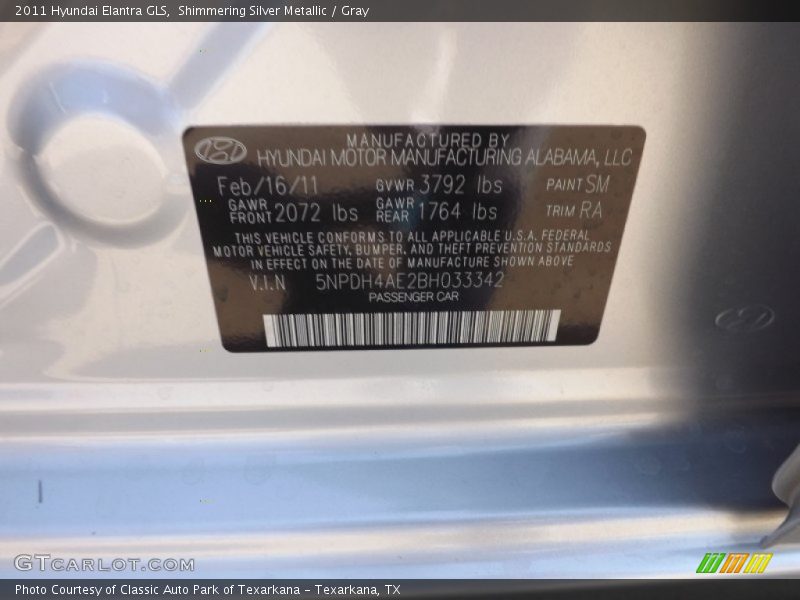 2011 Hyundai Elantra GLS, Shimmering Silver Metallic / Gray
MANUFACTURED BY
HYUNDAI MOTOR MANUFACTURING ALABAMA, LLC
Feb/16/11 GVWR 3792 lbs PAINT SM
GAWR FRONT 2072 lbs GAWR REAR 1764 lbs TRIM RA
THIS VEHICLE CONFORMS TO ALL APPLICABLE U.S.A. FEDERAL
MOTOR VEHICLE SAFETY, BUMPER, AND THEFT PREVENTION STANDARDS
IN EFFECT ON THE DATE OF MANUFACTURE SHOWN ABOVE
V.I.N 5NPDH4AE2BH033342
PASSENGER CAR
GTCARLOT.COM
Photo Courtesy of Classic Auto Park of Texarkana - Texarkana, TX